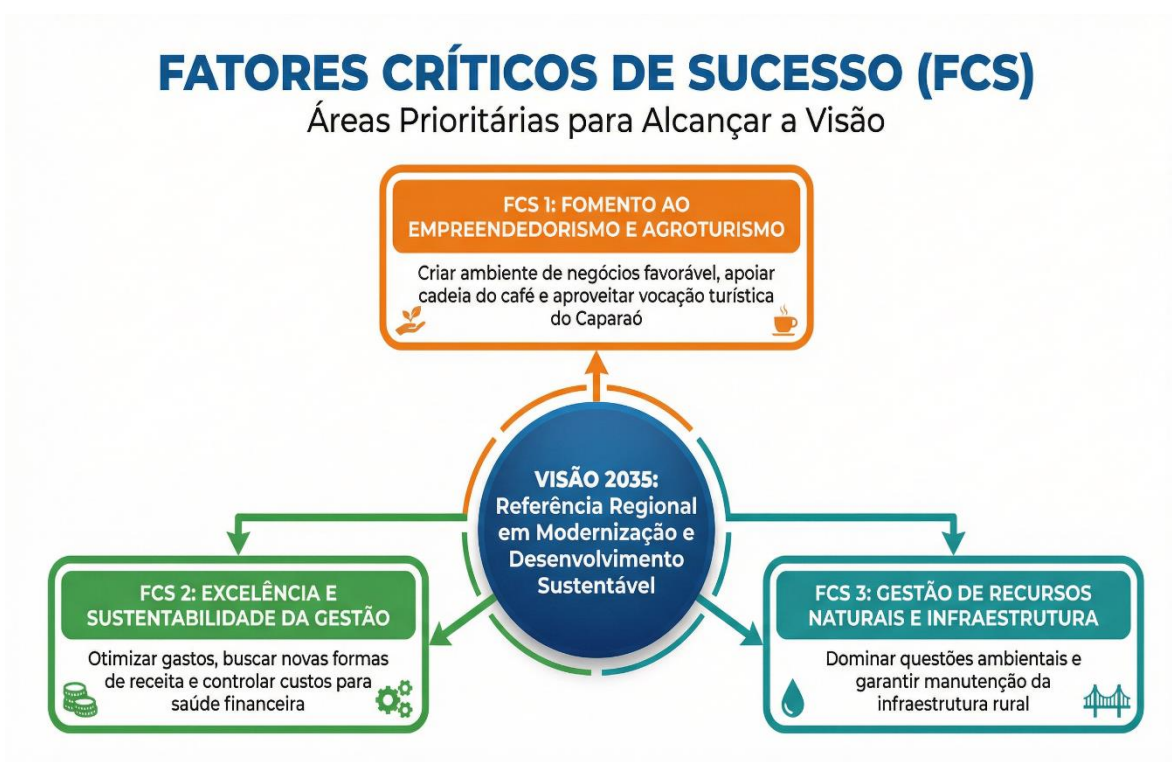 FATORES CRÍTICOS DE SUCESSO (FCS)
Áreas Prioritárias para Alcançar a Visão
FCS 1: FOMENTO AO
EMPREENDEDORISMO E AGROTURISMO
Criar ambiente de negócios favorável, apoiar
cadeia do café e aproveitar vocação turística
do Caparaó
VISÃO 2035:
Referência Regional
em Modernização e
Desenvolvimento
Sustentável
FCS 2: EXCELÊNCIA E
SUSTENTABILIDADE DA GESTÃO
Otimizar gastos, buscar novas formas
de receita e controlar custos para
saúde financeira
FCS 3: GESTÃO DE RECURSOS
NATURAIS E INFRAESTRUTURA
Dominar questões ambientais e
garantir manutenção da
infraestrutura rural